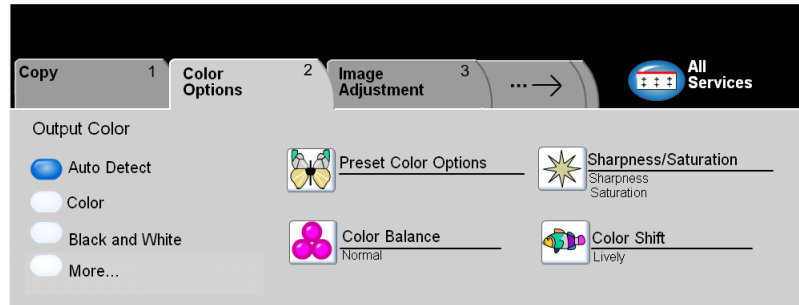 Copy 1
Color Options 2
Image Adjustment 3
All Services
Output Color
Auto Detect
Color
Black and White
More...
Preset Color Options
Sharpness/Saturation
Sharpness
Saturation
Color Balance
Normal
Color Shift
Lively